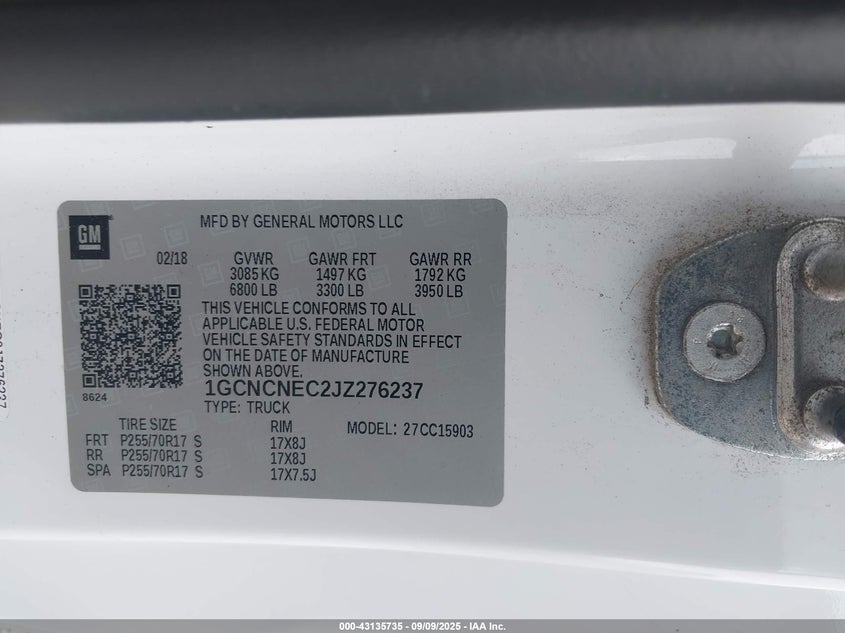 GM
MFD BY GENERAL MOTORS LLC
02/18 GVWR GAWR FRT GAWR RR
3085 KG 1497 KG 1792 KG
6800 LB 3300 LB 3950 LB
THIS VEHICLE CONFORMS TO ALL
APPLICABLE U.S. FEDERAL MOTOR
VEHICLE SAFETY STANDARDS IN EFFECT
ON THE DATE OF MANUFACTURE
SHOWN ABOVE.
8624
1GCNCNEC2JZ276237
TYPE: TRUCK
TIRE SIZE RIM MODEL: 27CC15903
FRT P255/70R17 S 17X8J
RR P255/70R17 S 17X8J
SPA P255/70R17 S 17X7.5J
000-43135735 - 09/09/2025 - IAA Inc.